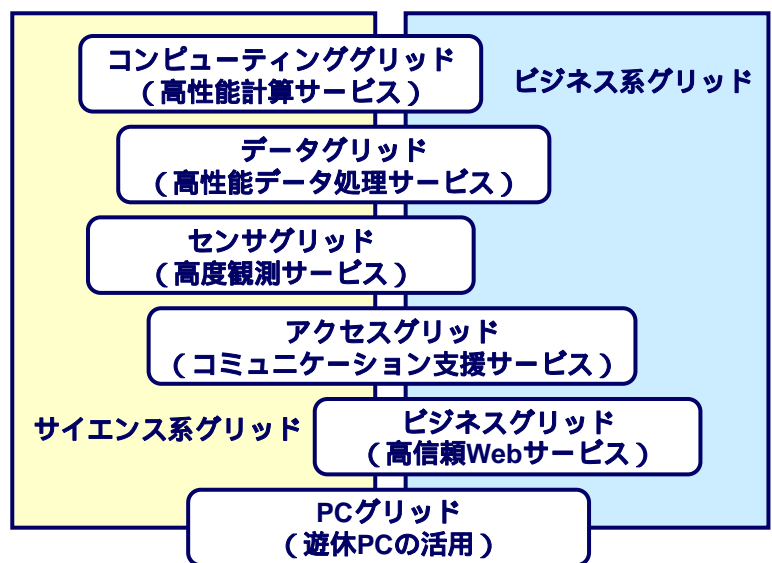 コンピューティンググリッド
（高性能計算サービス）
ビジネス系グリッド
データグリッド
（高性能データ処理サービス）
センサグリッド
（高度観測サービス）
アクセスグリッド
（コミュニケーション支援サービス）
サイエンス系グリッド
ビジネスグリッド
（高信頼Webサービス）
PCグリッド
（遊休PCの活用）